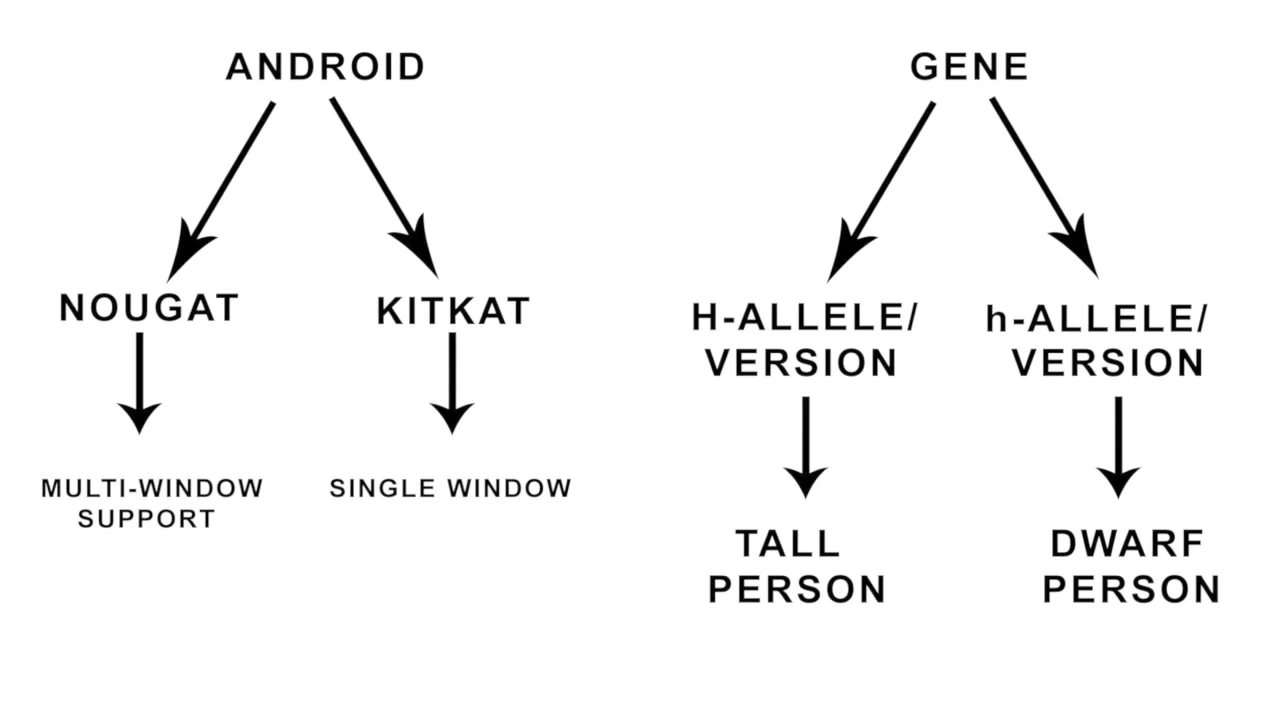 ANDROID
NOUGAT
KITKAT
MULTI-WINDOW
SUPPORT
SINGLE WINDOW
GENE
H-ALLELE/
VERSION
h-ALLELE/
VERSION
TALL
PERSON
DWARF
PERSON